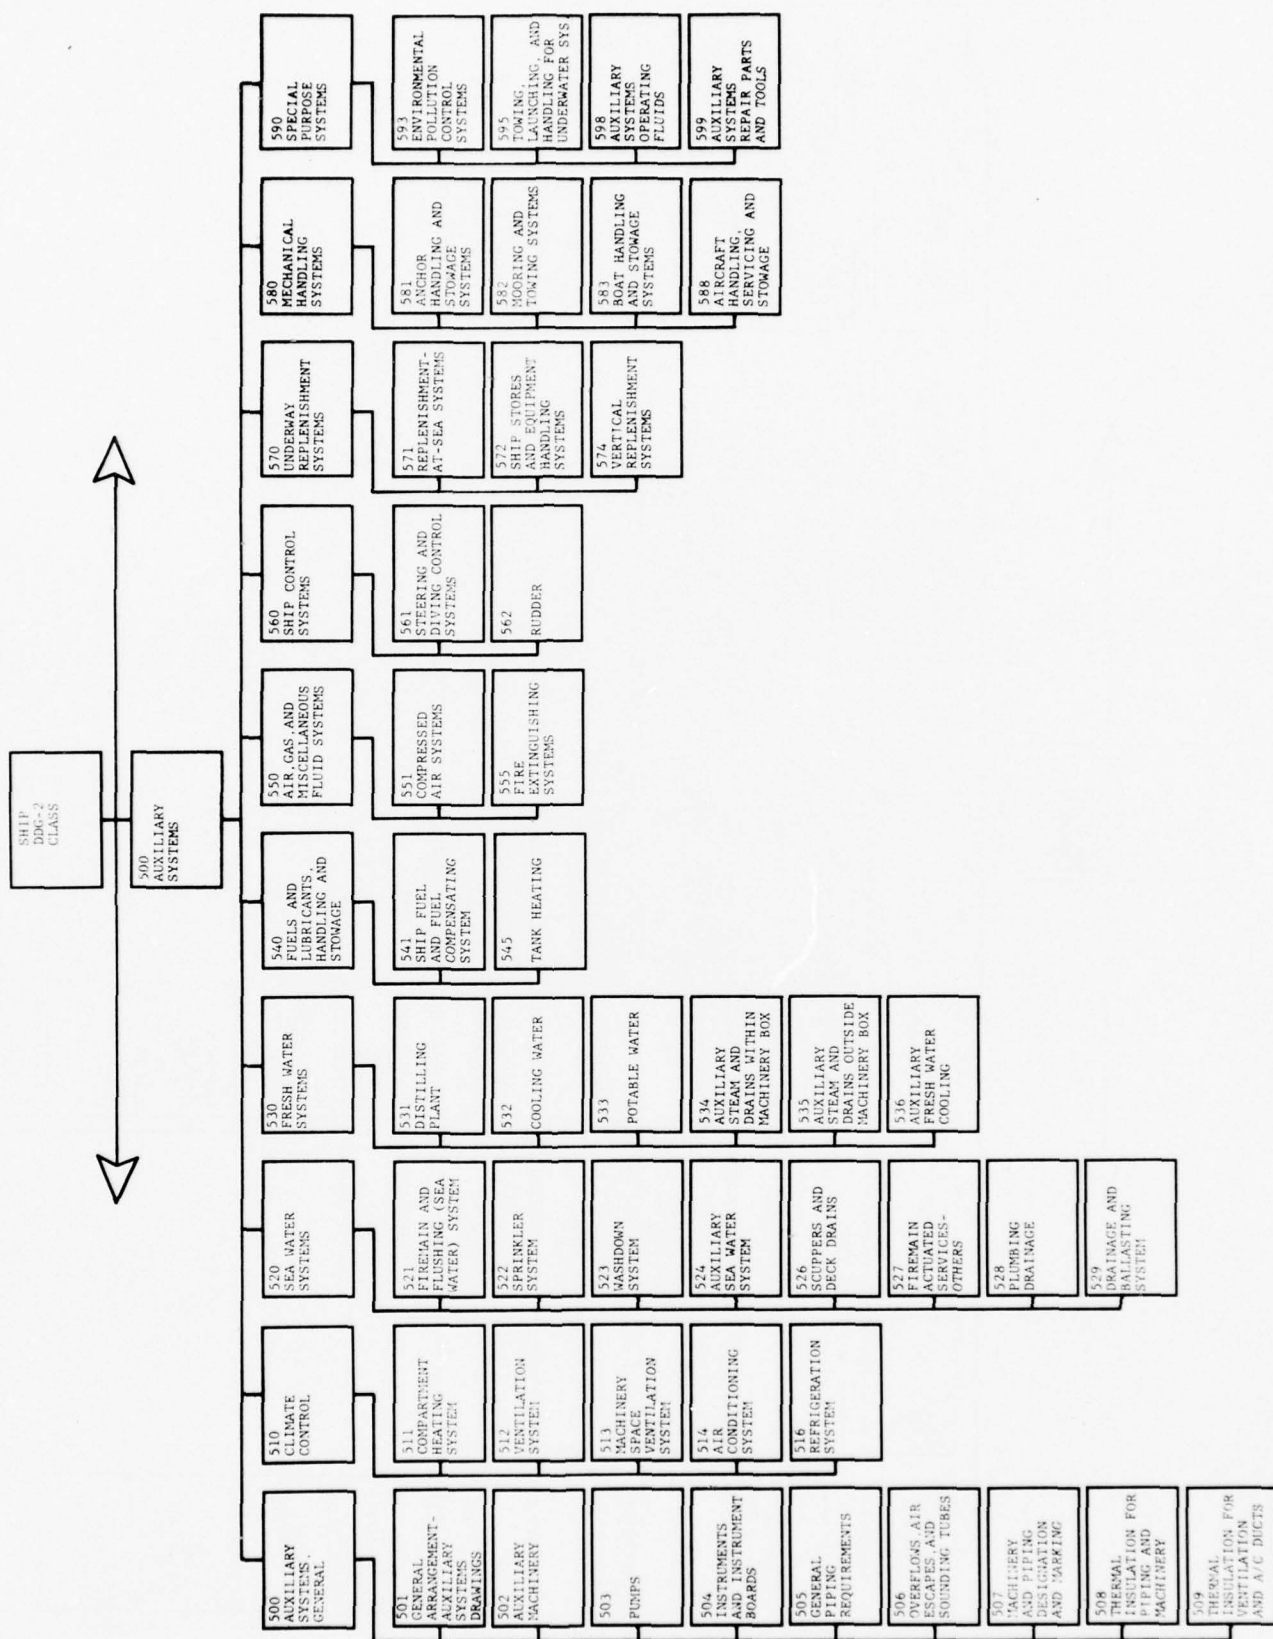 SHIP
DDG-2
CLASS
500
AUXILIARY
SYSTEMS
500
AUXILIARY
SYSTEMS,
GENERAL
501
GENERAL
ARRANGEMENT-
AUXILIARY
SYSTEMS
DRAWINGS
502
AUXILIARY
MACHINERY
503
PUMPS
504
INSTRUMENTS
AND INSTRUMENT
BOARDS
505
GENERAL
PIPING
REQUIREMENTS
506
OVERFLOWS, AIR
ESCAPES AND
SOUNDING TUBES
507
MACHINERY
AND PIPING
DESIGNATION
AND MARKING
508
THERMAL
INSULATION FOR
PIPING AND
MACHINERY
509
THERMAL
INSULATION FOR
VENTILATION
AND A/C DUCTS
510
CLIMATE
CONTROL
511
COMPARTMENT
HEATING
SYSTEM
512
VENTILATION
SYSTEM
513
MACHINERY
SPACE
VENTILATION
SYSTEM
514
AIR
CONDITIONING
SYSTEM
516
REFRIGERATION
SYSTEM
520
SEA WATER
SYSTEMS
521
FIREMAIN AND
FLUSHING (SEA
WATER) SYSTEM
522
SPRINKLER
SYSTEM
523
WASHDOWN
SYSTEM
524
AUXILIARY
SEA WATER
SYSTEM
526
SCUPPERS AND
DECK DRAINS
527
FIREMAIN
ACTUATED
SERVICES-
OTHERS
528
PLUMBING
DRAINAGE
529
DRAINAGE AND
BALLASTING
SYSTEM
530
FRESH WATER
SYSTEMS
531
DISTILLING
PLANT
532
COOLING WATER
533
POTABLE WATER
534
AUXILIARY
STEAM AND
DRAINS WITHIN
MACHINERY BOX
535
AUXILIARY
STEAM AND
DRAINS OUTSIDE
MACHINERY BOX
536
AUXILIARY
FRESH WATER
COOLING
540
FUELS AND
LUBRICANTS,
HANDLING AND
STOWAGE
541
SHIP FUEL
AND FUEL
COMPENSATING
SYSTEM
545
TANK HEATING
550
AIR, GAS, AND
MISCELLANEOUS
FLUID SYSTEMS
551
COMPRESSED
AIR SYSTEMS
555
FIRE
EXTINGUISHING
SYSTEMS
560
SHIP CONTROL
SYSTEMS
561
STEERING AND
DIVING CONTROL
SYSTEMS
562
RUDDER
570
UNDERWAY
REPLENISHMENT
SYSTEMS
571
REPLENISHMENT-
AT-SEA SYSTEMS
572
SHIP STORES
AND EQUIPMENT
HANDLING
SYSTEMS
574
VERTICAL
REPLENISHMENT
SYSTEMS
580
MECHANICAL
HANDLING
SYSTEMS
581
ANCHOR
HANDLING AND
STOWAGE
SYSTEMS
582
MOORING AND
TOWING SYSTEMS
583
BOAT HANDLING
AND STOWAGE
SYSTEMS
588
AIRCRAFT
HANDLING,
SERVICING AND
STOWAGE
590
SPECIAL
PURPOSE
SYSTEMS
593
ENVIRONMENTAL
POLLUTION
CONTROL
SYSTEMS
595
TOWING,
LAUNCHING, AND
HANDLING FOR
UNDERWATER SYS.
598
AUXILIARY
SYSTEMS
OPERATING
FLUIDS
599
AUXILIARY
SYSTEMS
REPAIR PARTS
AND TOOLS